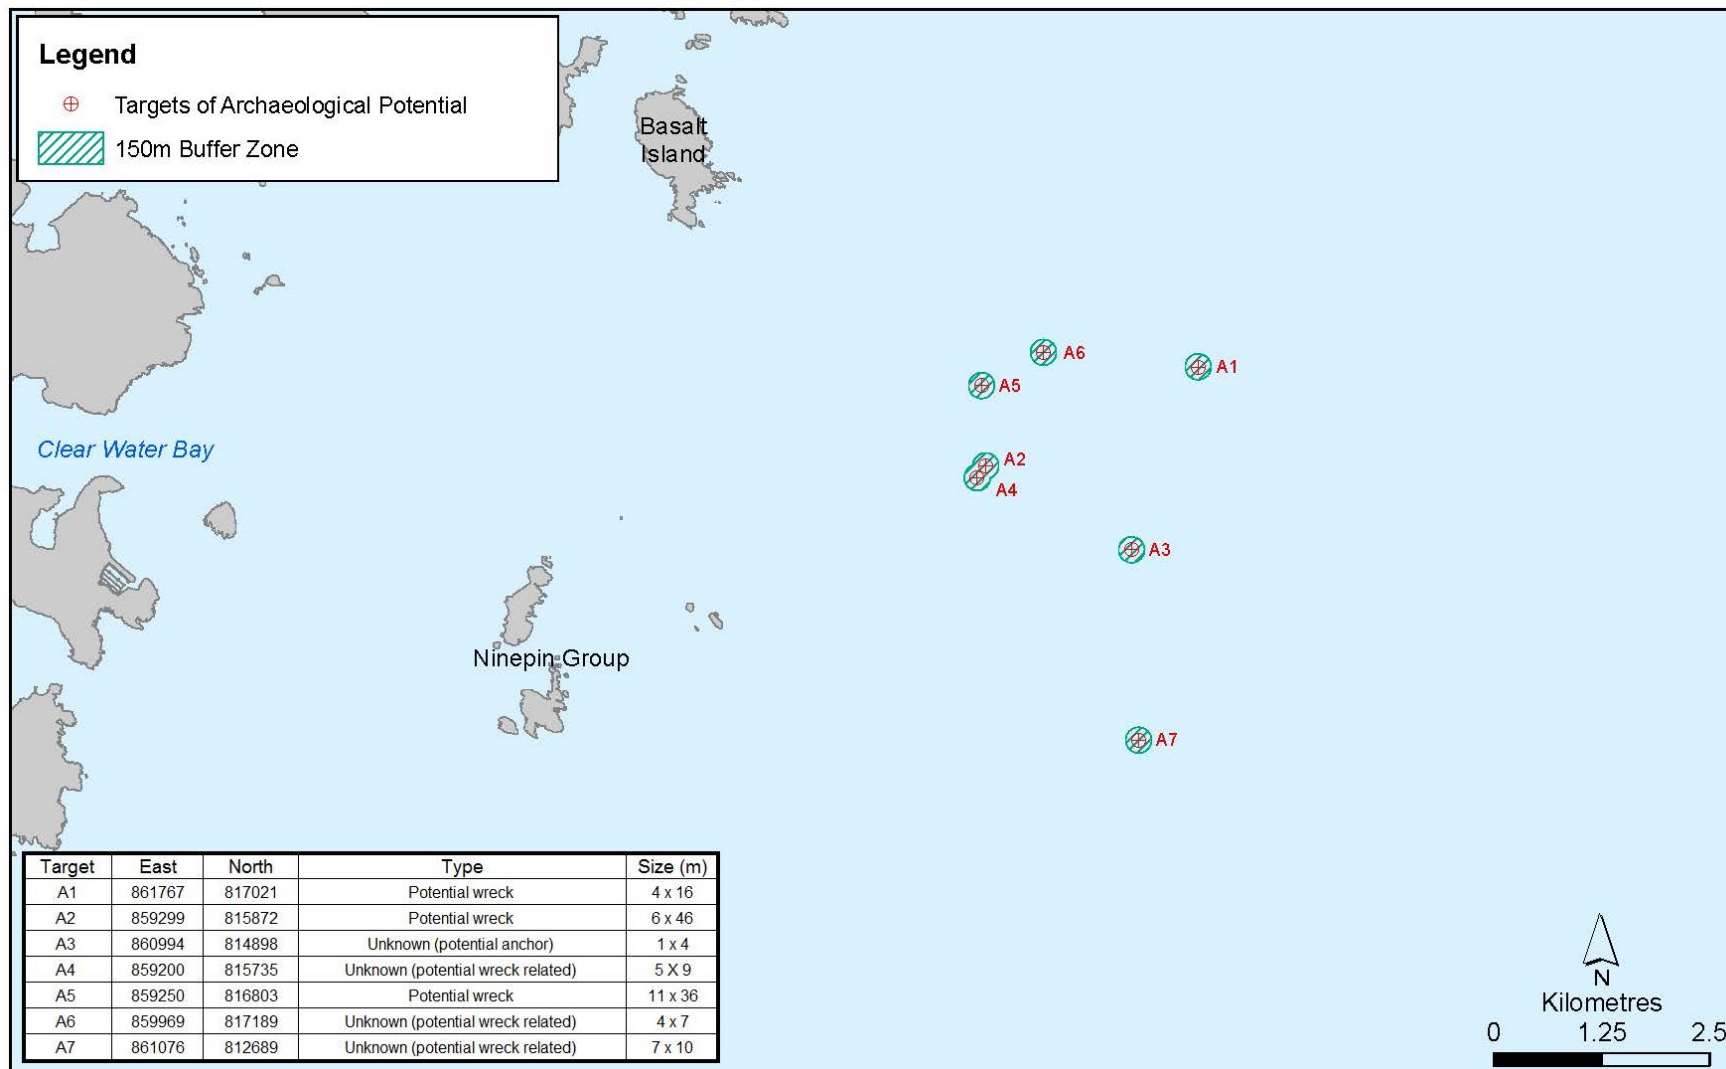 Legend
Targets of Archaeological Potential
150m Buffer Zone
Basalt
Island
A6
A1
A5
Clear Water Bay
A2
A4
A3
Ninepin Group
A7
Target East North Type Size (m)
A1 861767 817021 Potential wreck 4 x 16
A2 859299 815872 Potential wreck 6 x 46
A3 860994 814898 Unknown (potential anchor) 1 x 4
A4 859200 815735 Unknown (potential wreck related) 5 X 9
A5 859250 816803 Potential wreck 11 x 36
A6 859969 817189 Unknown (potential wreck related) 4 x 7
A7 861076 812689 Unknown (potential wreck related) 7 x 10
N
Kilometres
0 1.25 2.5